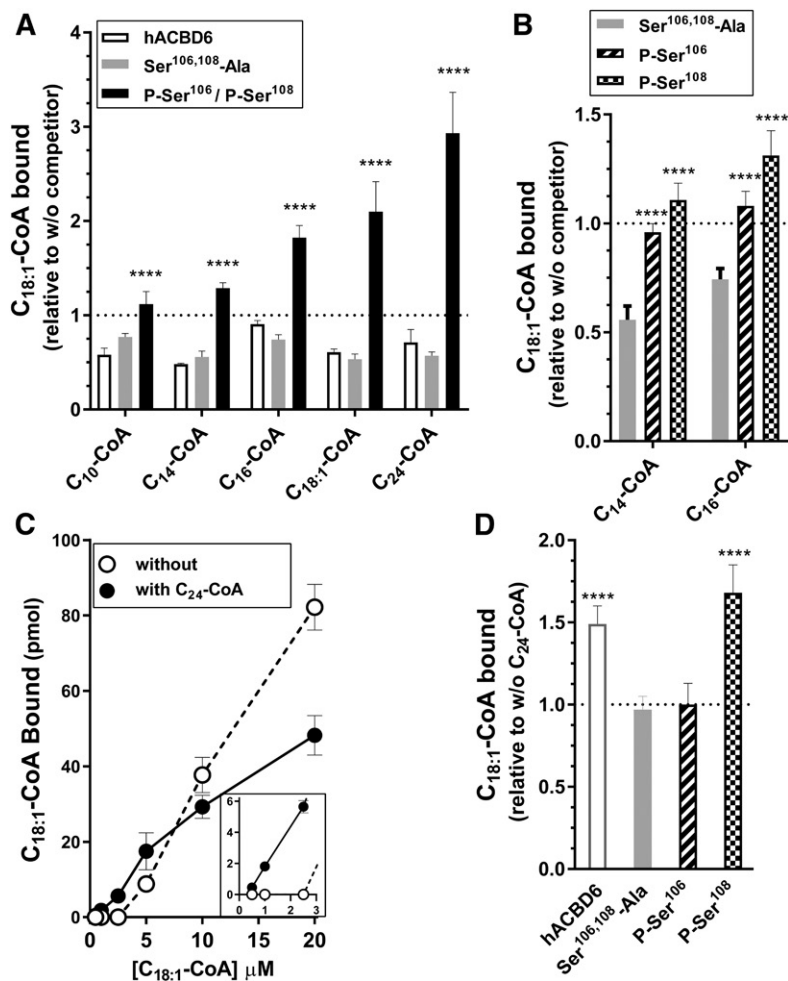 A
hACBD6
Ser106,108-Ala
P-Ser106 / P-Ser108
C18:1-CoA bound
(relative to w/o competitor)
4
3
2
1
0
****
****
****
****
****
C10-CoA
C14-CoA
C16-CoA
C18:1-CoA
C24-CoA
B
Ser106,108-Ala
P-Ser106
P-Ser108
C18:1-CoA bound
(relative to w/o competitor)
1.5
1.0
0.5
0.0
****
****
****
****
C14-CoA
C16-CoA
C
without
with C24-CoA
C18:1-CoA Bound (pmol)
100
80
60
40
20
0
5
10
15
20
[C18:1-CoA] μM
6
4
2
0
0
1
2
3
D
C18:1-CoA bound
(relative to w/o C24-CoA)
2.0
1.5
1.0
0.5
0.0
****
****
hACBD6
Ser106,108-Ala
P-Ser106
P-Ser108